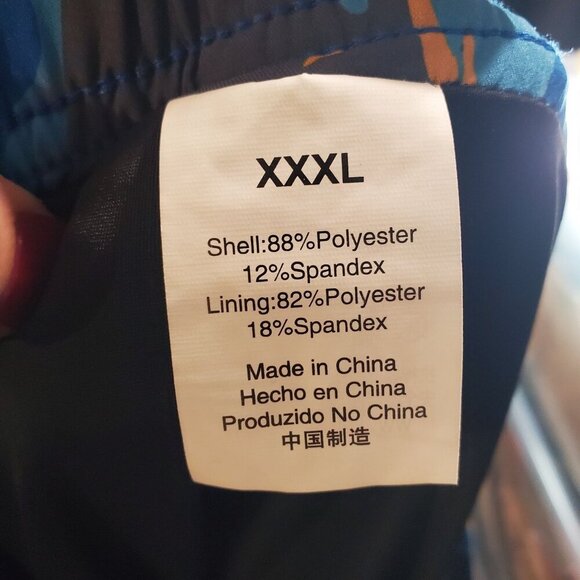 XXXL
Shell:88%Polyester
12%Spandex
Lining:82%Polyester
18%Spandex
Made in China
Hecho en China
Produzido No China
中国制造